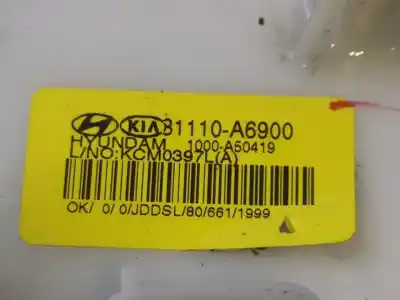 KIA 31110-A6900
HYUNDAM 1000-A50419
L/NO:KCM0397L(A)
OK/ 0/ 0/JDDSL/80/661/1999